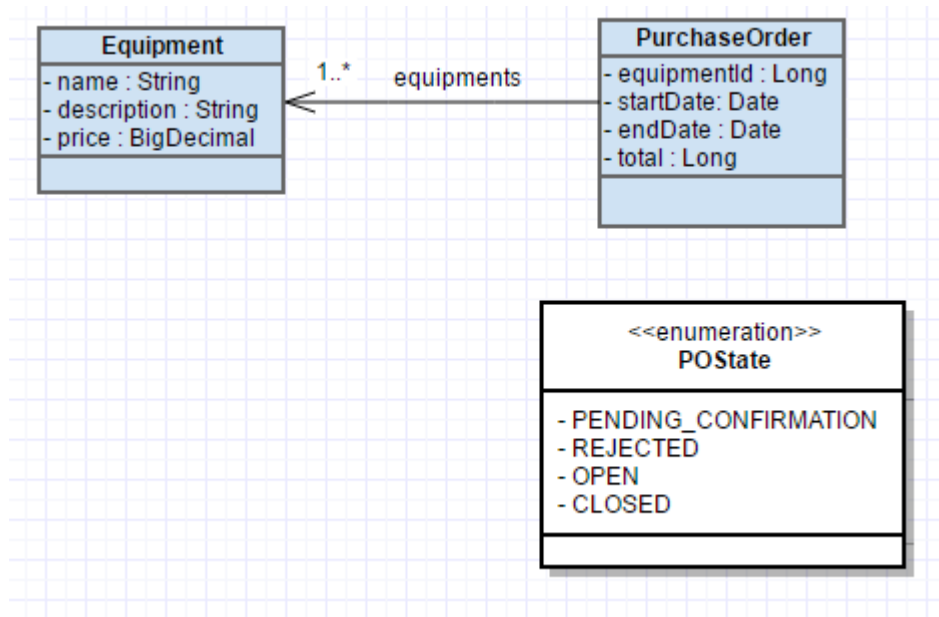 Equipment
- name : String
- description : String
- price : BigDecimal
1..*
equipments
PurchaseOrder
- equipmentId : Long
- startDate: Date
- endDate : Date
- total : Long
<<enumeration>>
POState
- PENDING_CONFIRMATION
- REJECTED
- OPEN
- CLOSED